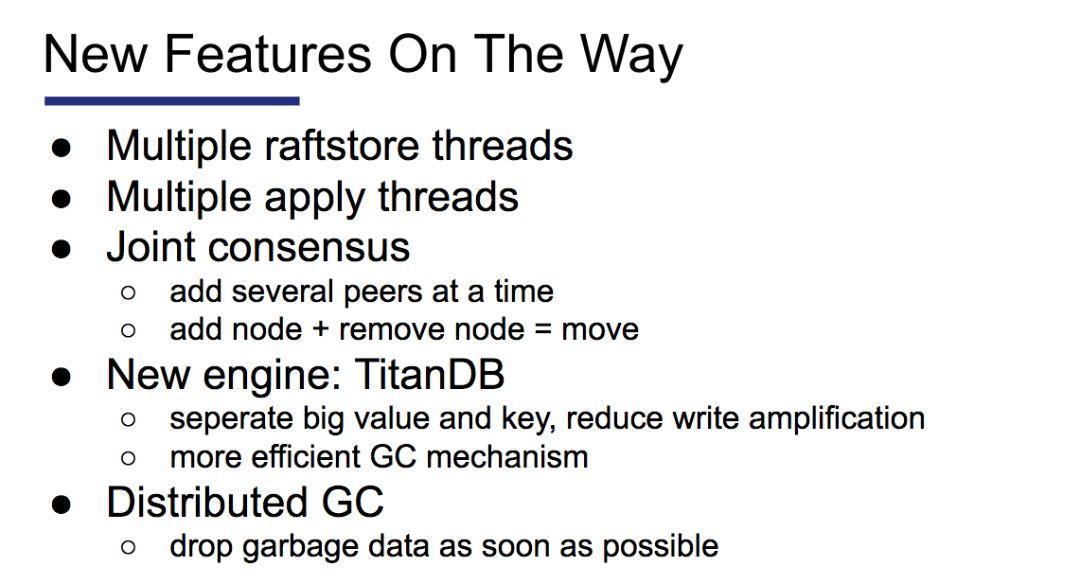 New Features On The Way
● Multiple raftstore threads
● Multiple apply threads
● Joint consensus
○ add several peers at a time
○ add node + remove node = move
● New engine: TitanDB
○ seperate big value and key, reduce write amplification
○ more efficient GC mechanism
● Distributed GC
○ drop garbage data as soon as possible